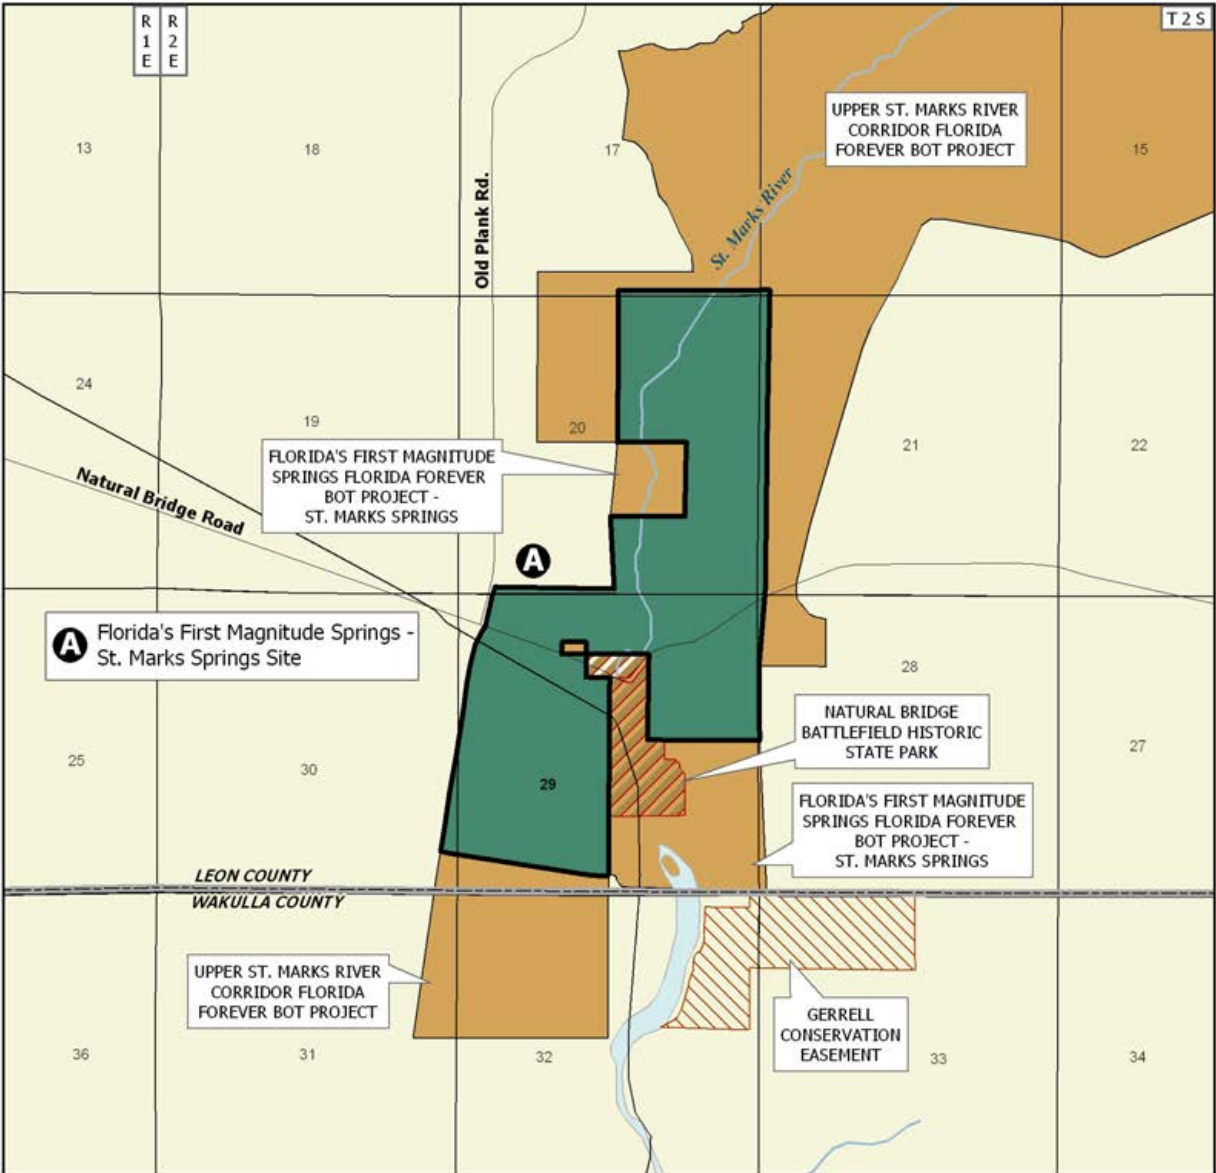 R
1
E
R
2
E
T 2 S
UPPER ST. MARKS RIVER
CORRIDOR FLORIDA
FOREVER BOT PROJECT
13
18
17
15
Old Plank Rd.
St. Marks River
24
19
20
21
22
FLORIDA'S FIRST MAGNITUDE
SPRINGS FLORIDA FOREVER
BOT PROJECT -
ST. MARKS SPRINGS
Natural Bridge Road
A
A
Florida's First Magnitude Springs -
St. Marks Springs Site
28
NATURAL BRIDGE
BATTLEFIELD HISTORIC
STATE PARK
25
30
29
27
FLORIDA'S FIRST MAGNITUDE
SPRINGS FLORIDA FOREVER
BOT PROJECT -
ST. MARKS SPRINGS
LEON COUNTY
WAKULLA COUNTY
UPPER ST. MARKS RIVER
CORRIDOR FLORIDA
FOREVER BOT PROJECT
GERRELL
CONSERVATION
EASEMENT
36
31
32
33
34